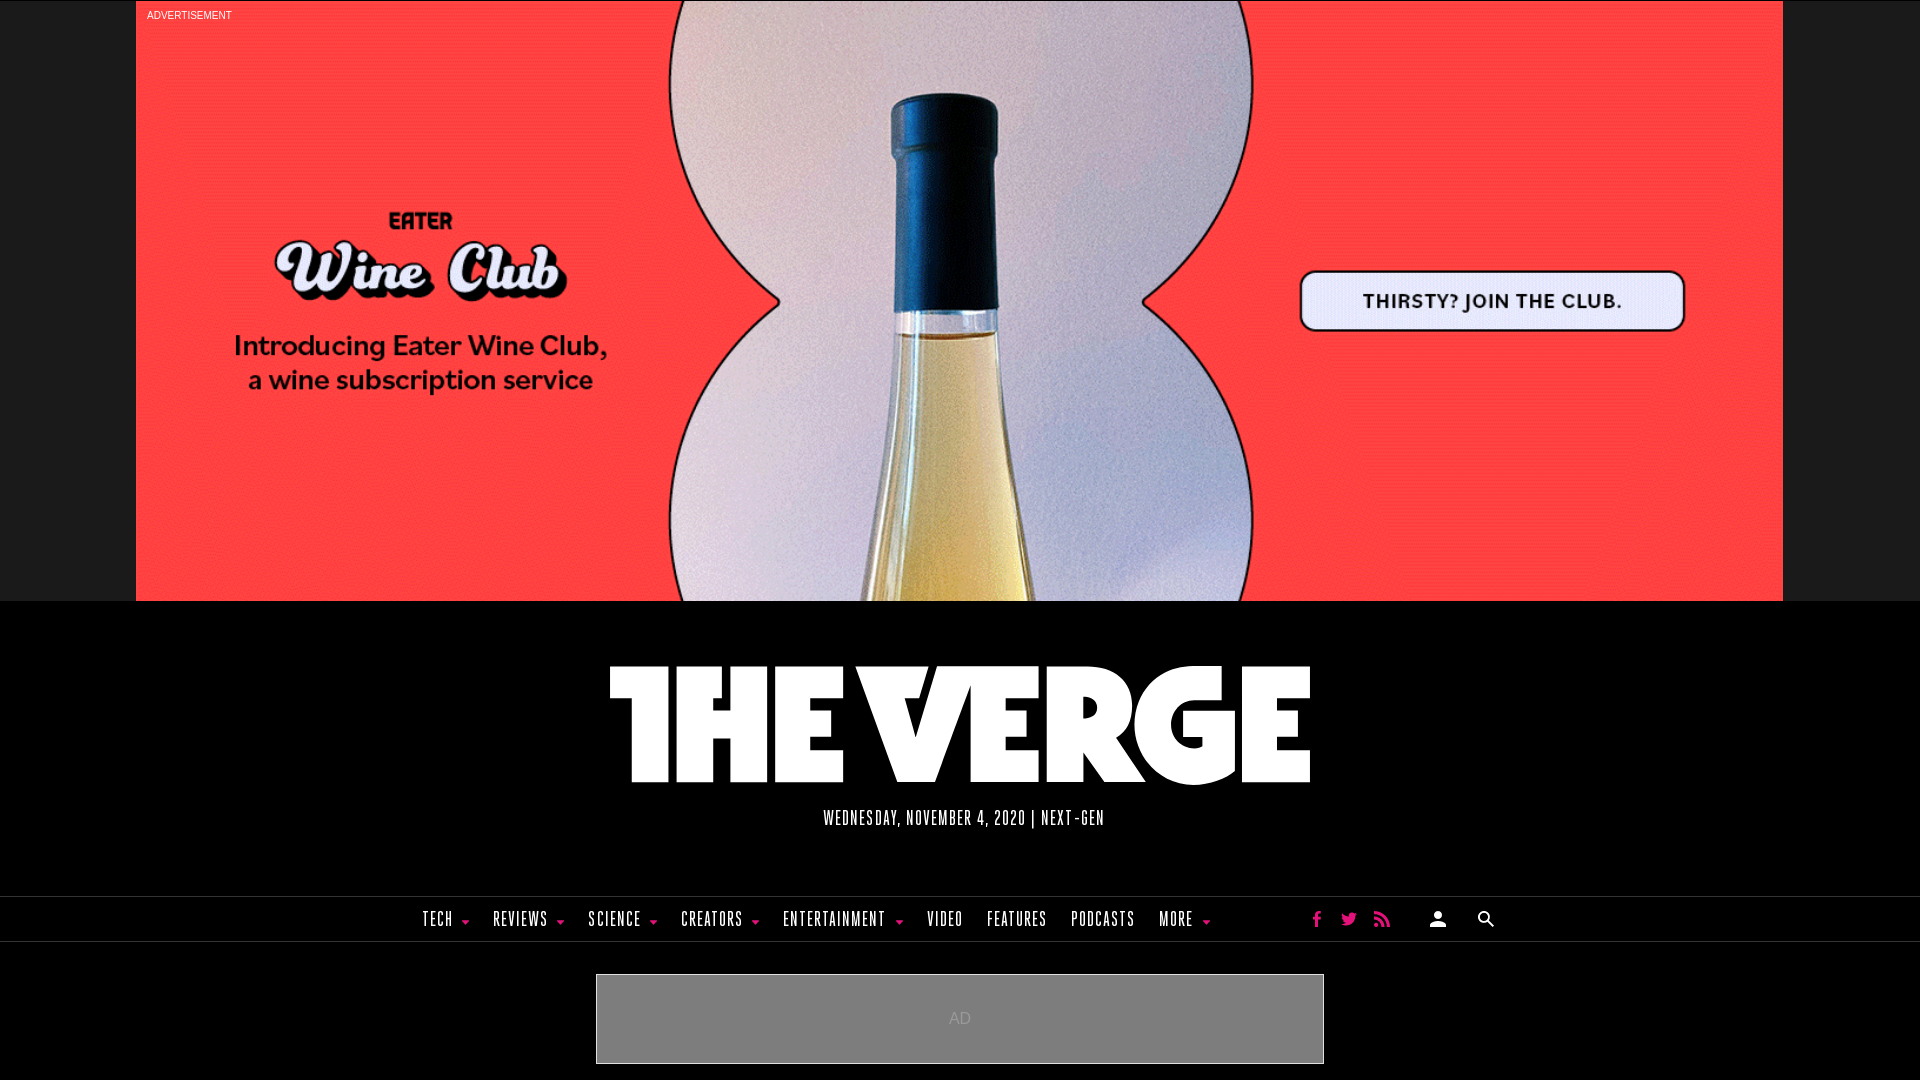 ADVERTISEMENT
EATER
Wine Club
Introducing Eater Wine Club,
a wine subscription service
THIRSTY? JOIN THE CLUB.
THE VERGE
WEDNESDAY, NOVEMBER 4, 2020 | NEXT-GEN
TECH REVIEWS SCIENCE CREATORS ENTERTAINMENT VIDEO FEATURES PODCASTS MORE
AD